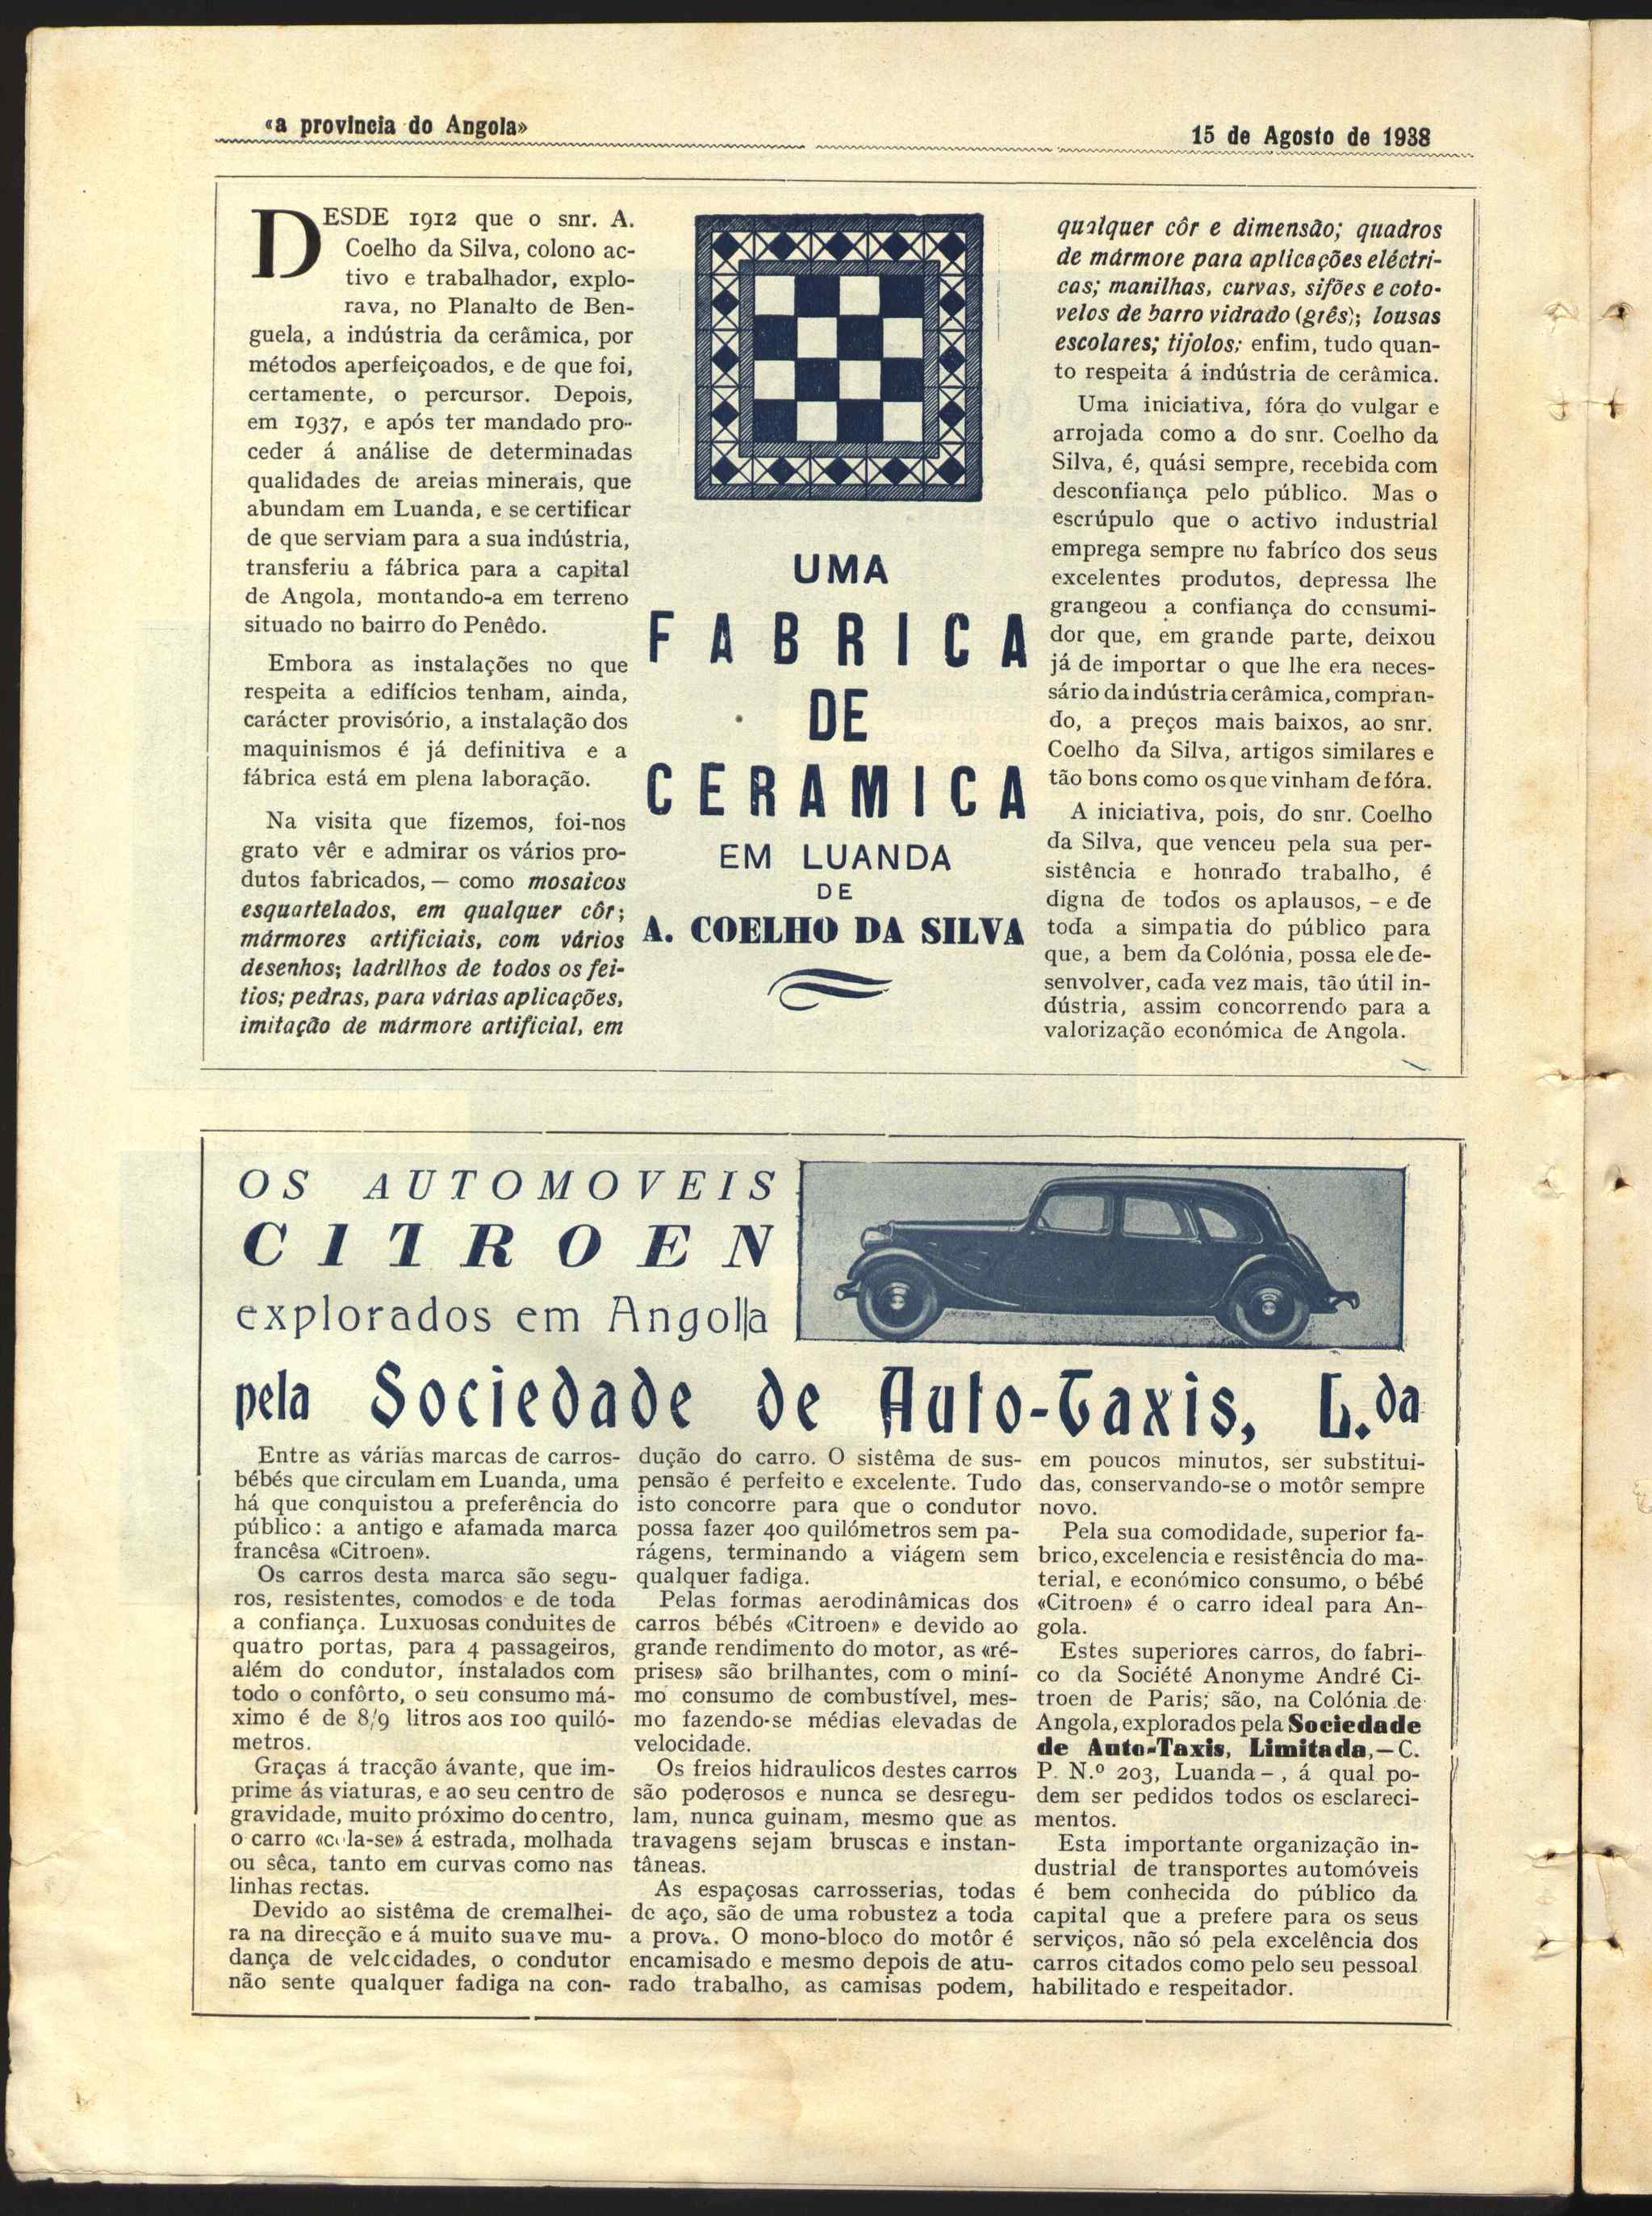 «a provincia do Angola»
15 de Agosto de 1938
DESDE 1912 que o snr. A.
Coelho da Silva, colono ac-
tivo e trabalhador, explo-
rava, no Planalto de Ben-
guela, a indústria da cerâmica, por
métodos aperfeiçoados, e de que foi,
certamente, o percursor. Depois,
em 1937, e após ter mandado pro-
ceder á análise de determinadas
qualidades de areias minerais, que
abundam em Luanda, e se certificar
de que serviam para a sua indústria,
transferiu a fábrica para a capital
de Angola, montando-a em terreno
situado no bairro do Penêdo.
Embora as instalações no que
respeita a edifícios tenham, ainda,
carácter provisório, a instalação dos
maquinismos é já definitiva e a
fábrica está em plena laboração.
Na visita que fizemos, foi-nos
grato vêr e admirar os vários pro-
dutos fabricados, — como mosaicos
esquartelados, em qualquer côr;
mármores artificiais, com vários
desenhos; ladrilhos de todos os fei-
tios; pedras, para várias aplicações,
imitação de mármore artificial, em
UMA
FABRICA
DE
CERAMICA
EM LUANDA
DE
A. COELHO DA SILVA
qualquer côr e dimensão; quadros
de mármore para aplicações eléctri-
cas; manilhas, curvas, sifões e coto-
velos de barro vidrado (grês); lousas
escolares; tijolos; enfim, tudo quan-
to respeita á indústria de cerâmica.
Uma iniciativa, fóra do vulgar e
arrojada como a do snr. Coelho da
Silva, é, quási sempre, recebida com
desconfiança pelo público. Mas o
escrúpulo que o activo industrial
emprega sempre no fabríco dos seus
excelentes produtos, depressa lhe
grangeou a confiança do consumi-
dor que, em grande parte, deixou
já de importar o que lhe era neces-
sário da indústria cerâmica, compran-
do, a preços mais baixos, ao snr.
Coelho da Silva, artigos similares e
tão bons como os que vinham de fóra.
A iniciativa, pois, do snr. Coelho
da Silva, que venceu pela sua per-
sistência e honrado trabalho, é
digna de todos os aplausos, - e de
toda a simpatia do público para
que, a bem da Colónia, possa ele de-
senvolver, cada vez mais, tão útil in-
dústria, assim concorrendo para a
valorização económica de Angola.
OS AUTOMOVEIS
CITROEN
explorados em Angolla
pela Sociedade de Auto-Taxis, L.da
Entre as várias marcas de carros-
bébés que circulam em Luanda, uma
há que conquistou a preferência do
público: a antigo e afamada marca
francêsa «Citroen».
Os carros desta marca são segu-
ros, resistentes, comodos e de toda
a confiança. Luxuosas conduites de
quatro portas, para 4 passageiros,
além do condutor, ínstalados com
todo o confôrto, o seu consumo má-
ximo é de 8/9 litros aos 100 quiló-
metros.
Graças á tracção ávante, que im-
prime ás viaturas, e ao seu centro de
gravidade, muito próximo do centro,
o carro «cola-se» á estrada, molhada
ou sêca, tanto em curvas como nas
linhas rectas.
Devido ao sistêma de cremalhei-
ra na direcção e á muito suave mu-
dança de velocidades, o condutor
não sente qualquer fadiga na con-
dução do carro. O sistêma de sus-
pensão é perfeito e excelente. Tudo
isto concorre para que o condutor
possa fazer 400 quilómetros sem pa-
rágens, terminando a viágem sem
qualquer fadiga.
Pelas formas aerodinâmicas dos
carros bébés «Citroen» e devido ao
grande rendimento do motor, as «ré-
prises» são brilhantes, com o miní-
mo consumo de combustível, mes-
mo fazendo-se médias elevadas de
velocidade.
Os freios hidraulicos destes carros
são poderosos e nunca se desregu-
lam, nunca guinam, mesmo que as
travagens sejam bruscas e instan-
tâneas.
As espaçosas carrosserias, todas
de aço, são de uma robustez a toda
a prova. O mono-bloco do motôr é
encamisado e mesmo depois de atu-
rado trabalho, as camisas podem,
em poucos minutos, ser substitui-
das, conservando-se o motôr sempre
novo.
Pela sua comodidade, superior fa-
brico, excelencia e resistência do ma-
terial, e económico consumo, o bébé
«Citroen» é o carro ideal para An-
gola.
Estes superiores carros, do fabri-
co da Société Anonyme André Ci-
troen de Paris; são, na Colónia de
Angola, explorados pela Sociedade
de Auto-Taxis, Limitada,—C.
P. N.º 203, Luanda-, á qual po-
dem ser pedidos todos os esclareci-
mentos.
Esta importante organização in-
dustrial de transportes automóveis
é bem conhecida do público da
capital que a prefere para os seus
serviços, não só pela excelência dos
carros citados como pelo seu pessoal
habilitado e respeitador.